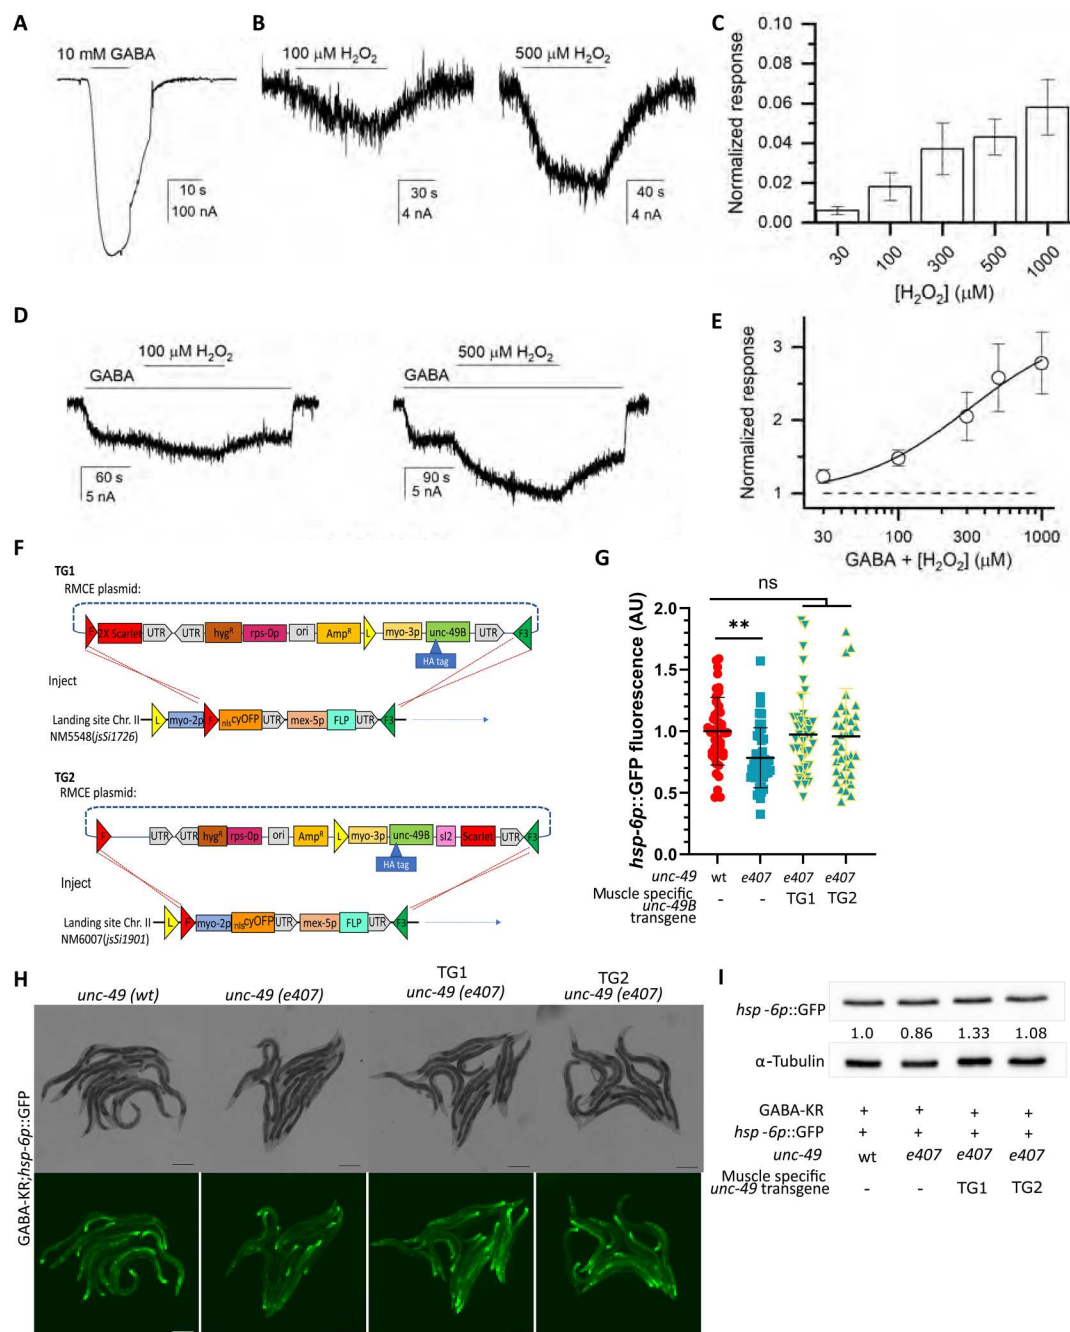 A
10 mM GABA
10 s
100 nA
B
100 μM H₂O₂
30 s
4 nA
500 μM H₂O₂
40 s
4 nA
C
Normalized response
0.10
0.08
0.06
0.04
0.02
0.00
30
100
300
500
1000
[H₂O₂] (μM)
D
100 μM H₂O₂
GABA
60 s
5 nA
500 μM H₂O₂
GABA
90 s
5 nA
E
Normalized response
3
2
1
30
100
300
1000
GABA + [H₂O₂] (μM)
F
TG1
RMCE plasmid:
F 2X Scarlet UTR UTR hygᴿ rps-0p ori Ampᴿ L myo-3p unc-49B UTR F3
HA tag
Inject
Landing site Chr. II
NM5548(jsSi1726)
L myo-2p F nlscyOFP UTR mex-5p FLP UTR F3
TG2
RMCE plasmid:
F UTR UTR hygᴿ rps-0p ori Ampᴿ L myo-3p unc-49B sl2 Scarlet UTR F3
HA tag
Inject
Landing site Chr. II
NM6007(jsSi1901)
L F myo-2p nlscyOFP UTR mex-5p FLP UTR F3
G
hsp-6p::GFP fluorescence (AU)
2.0
1.5
1.0
0.5
0.0
ns
**
unc-49 wt e407 e407 e407
Muscle specific
unc-49B
transgene
- - TG1 TG2
H
unc-49 (wt)
unc-49 (e407)
TG1
unc-49 (e407)
TG2
unc-49 (e407)
GABA-KR;hsp-6p::GFP
I
hsp -6p::GFP
1.0 0.86 1.33 1.08
α-Tubulin
GABA-KR + + + +
hsp -6p::GFP + + + +
unc-49 wt e407 e407 e407
Muscle specific
unc-49 transgene - - TG1 TG2